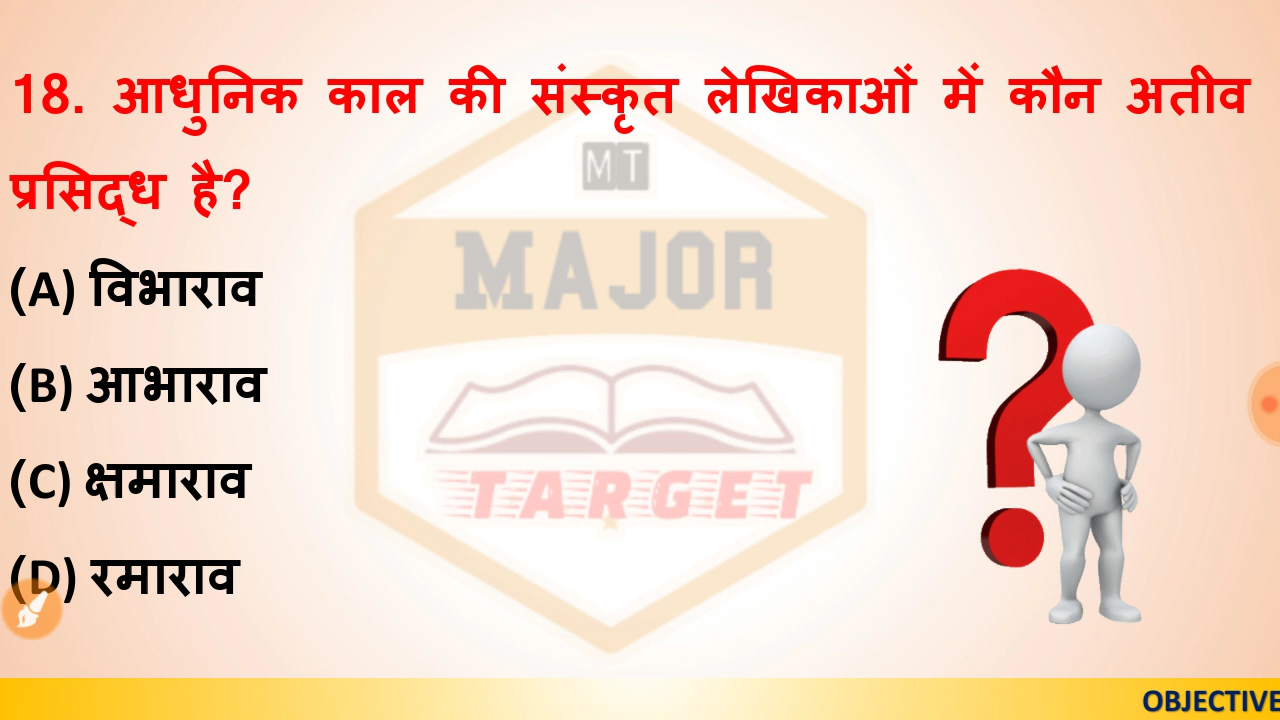 18. आधुनिक काल की संस्कृत लेखिकाओं में कौन अतीव
प्रसिद्ध है?
(A) विभाराव
(B) आभाराव
(C) क्षमाराव
(D) रमाराव
MT
MAJOR
TARGET
OBJECTIVE